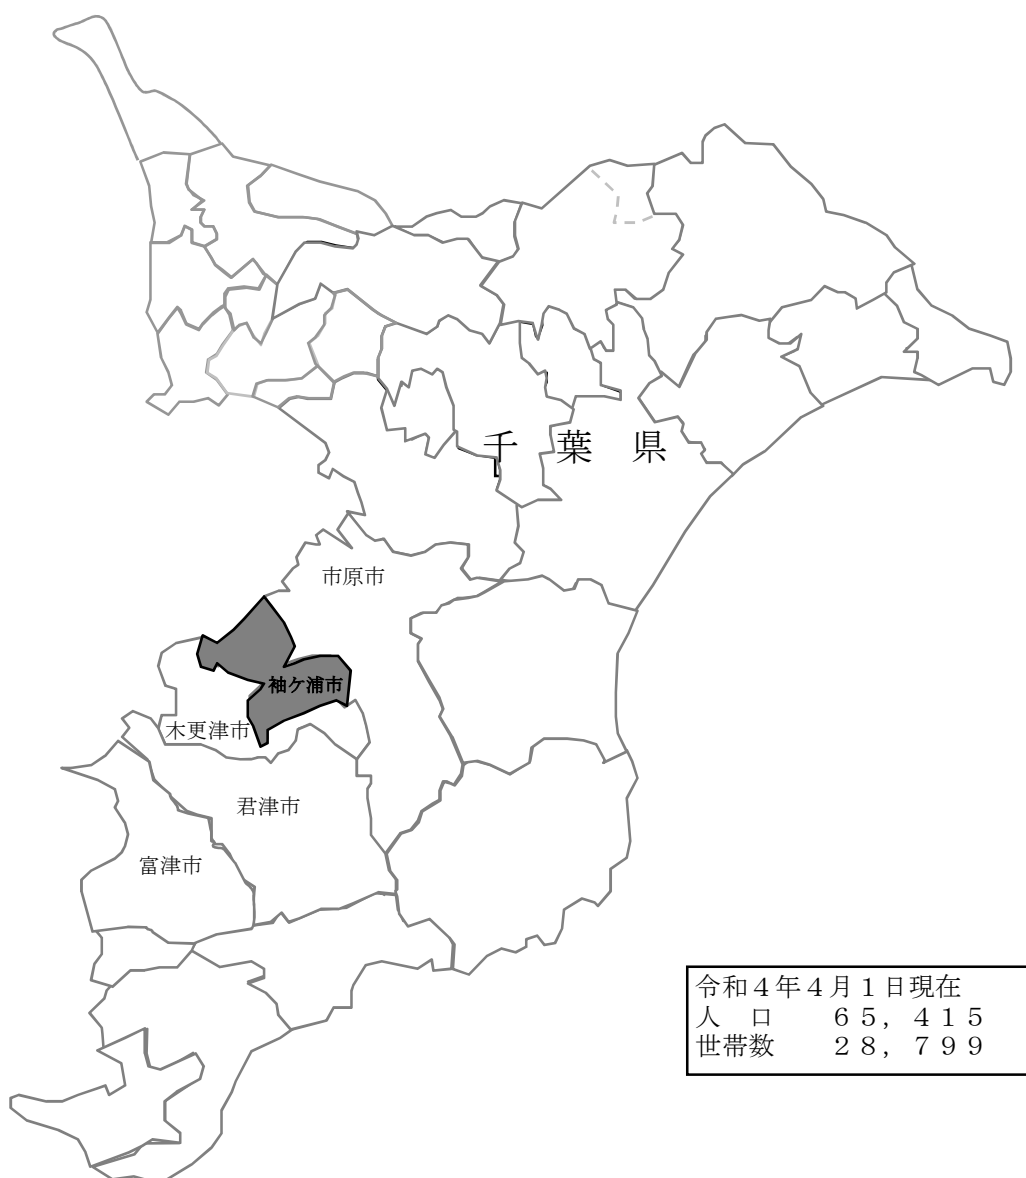 千葉県
市原市
袖ケ浦市
木更津市
君津市
富津市
令和４年４月１日現在
人　口　　６５，４１５
世帯数　　２８，７９９